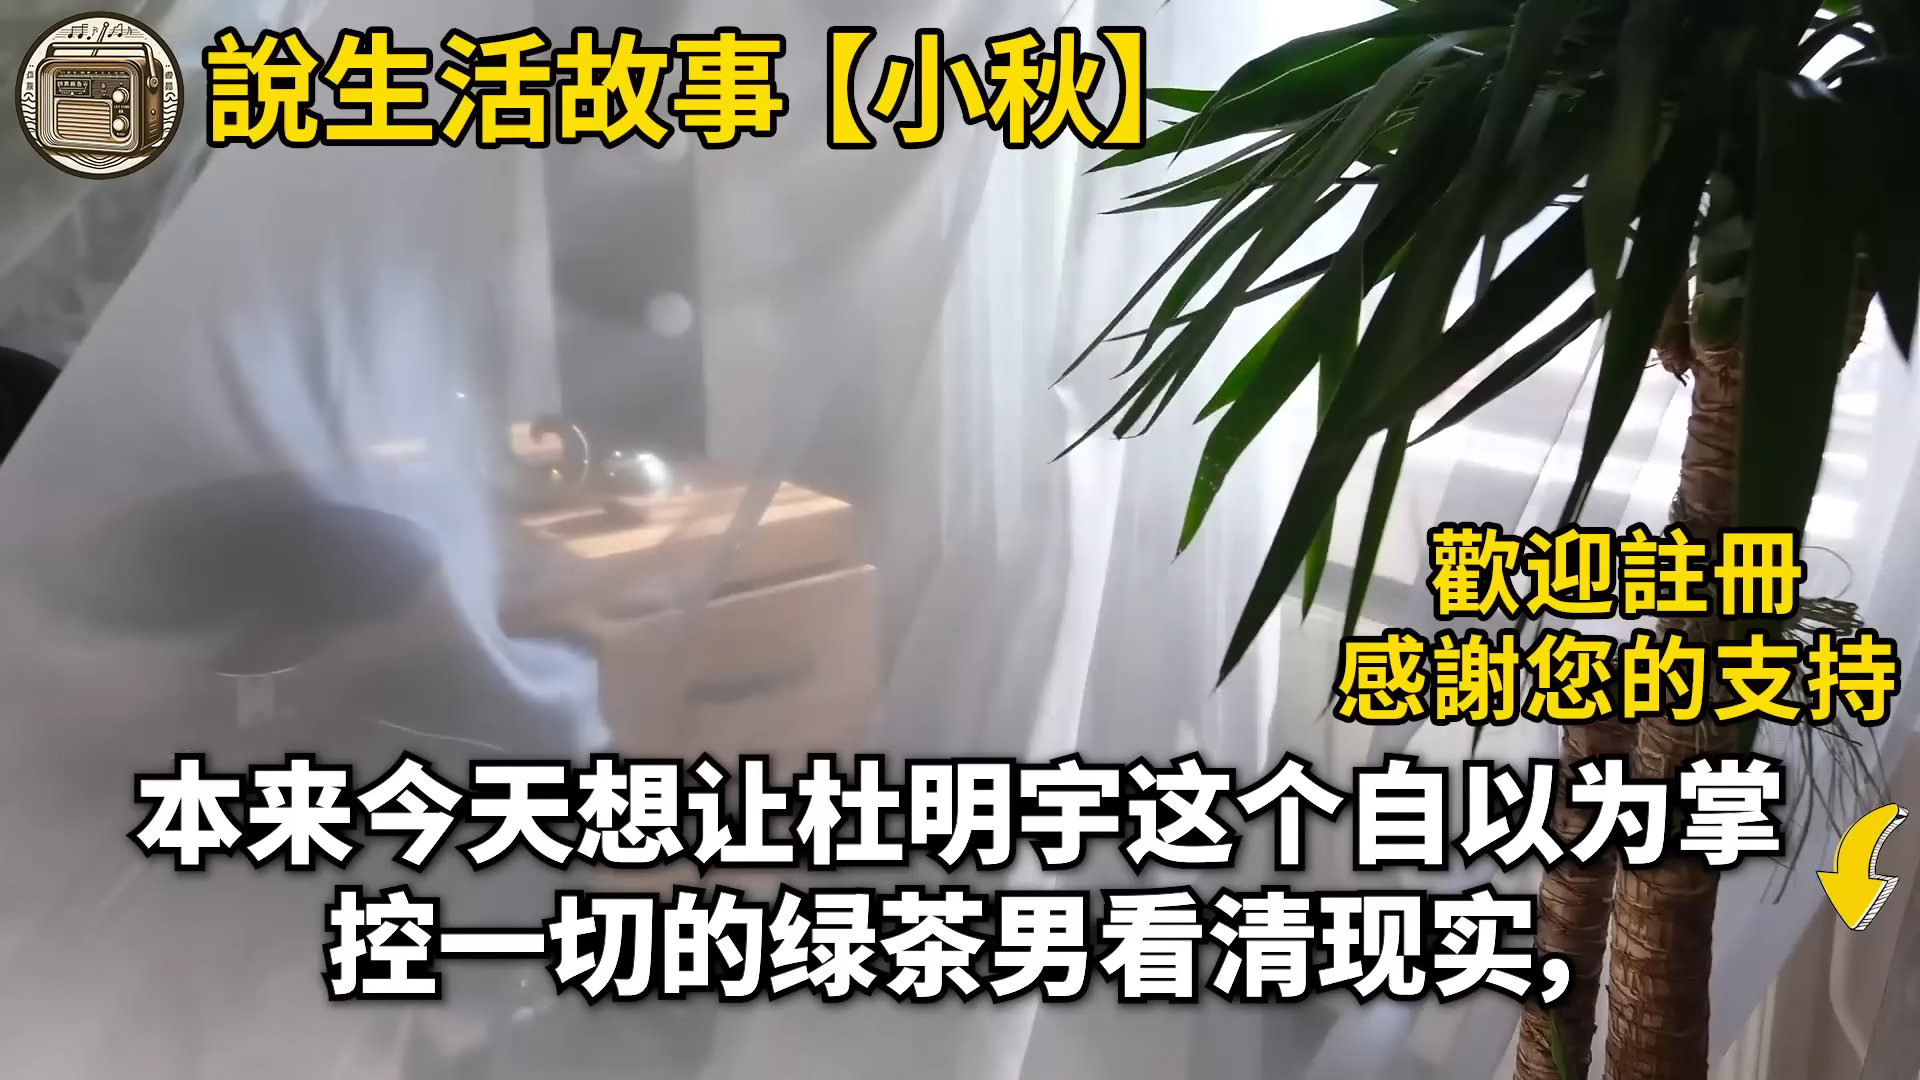 說生活故事【小秋】
歡迎註冊
感謝您的支持
本来今天想让杜明宇这个自以为掌
控一切的绿茶男看清现实,